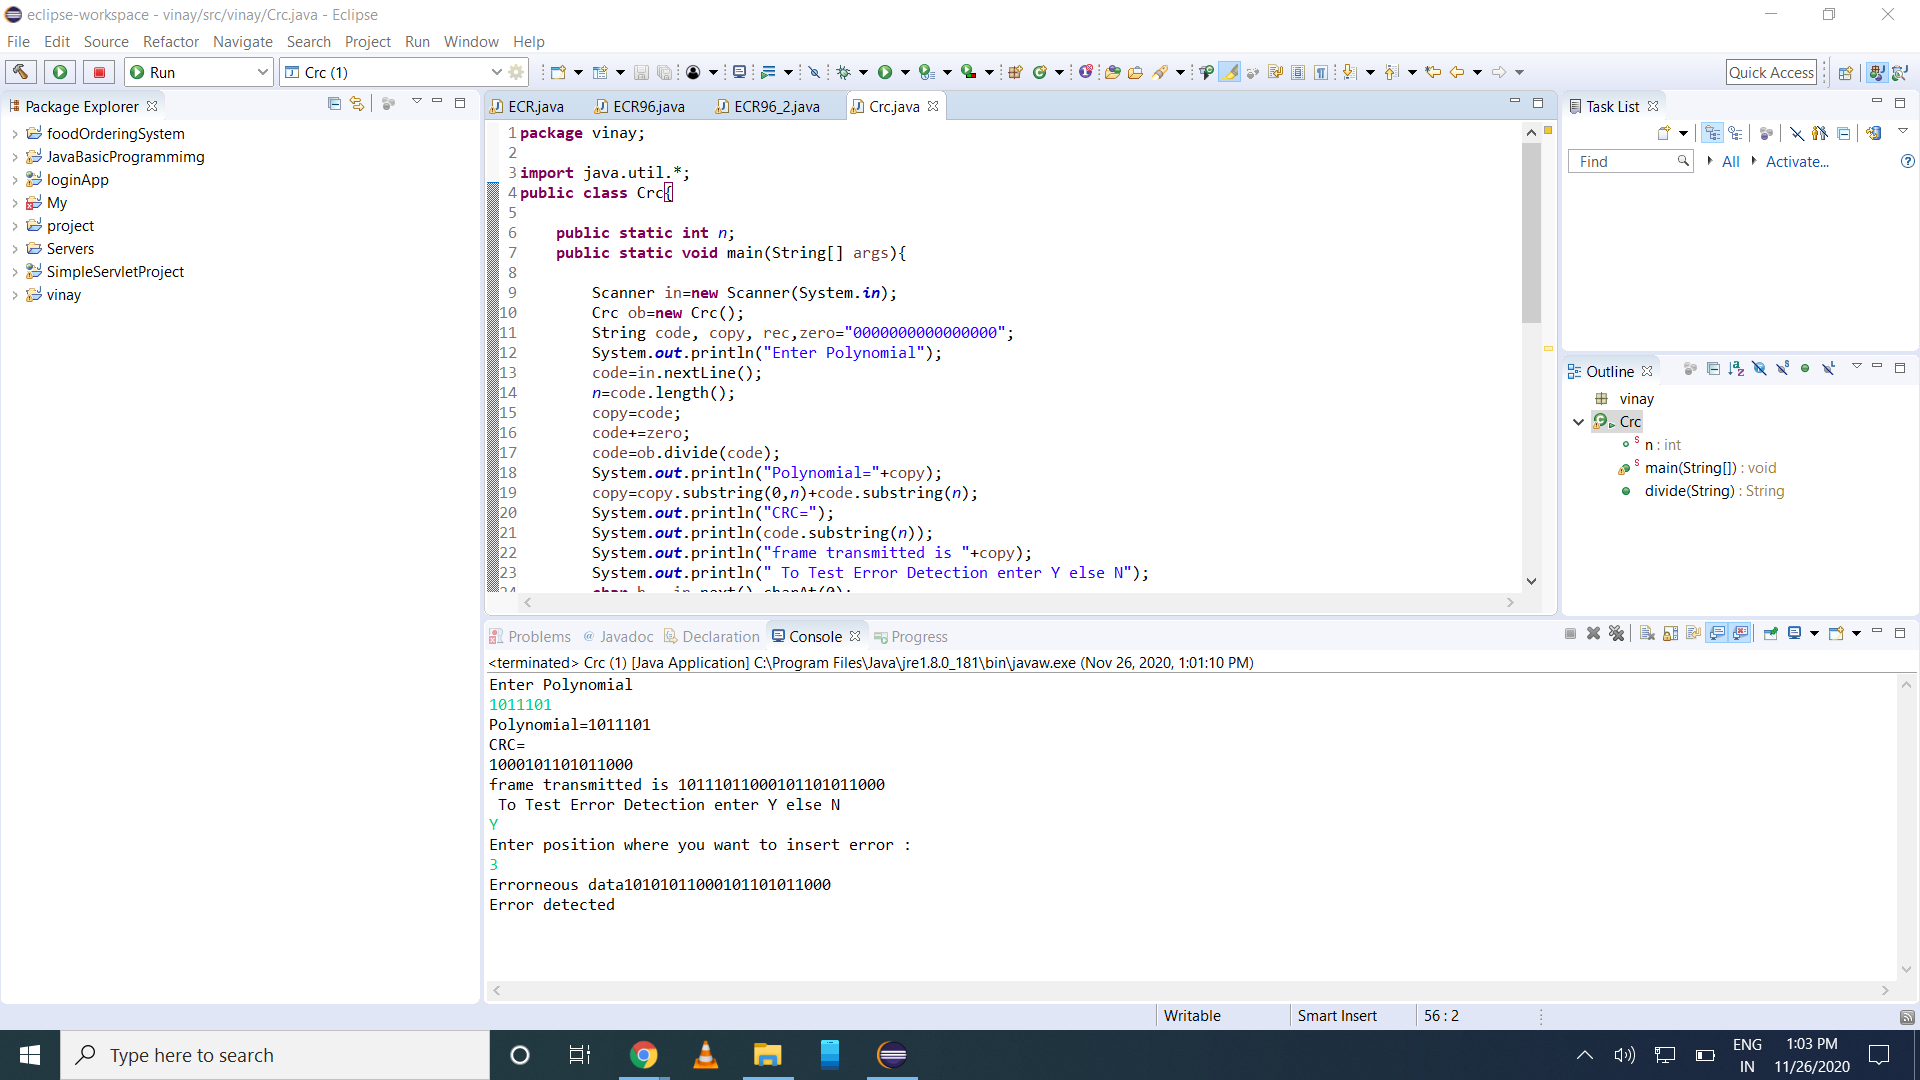 eclipse-workspace - vinay/src/vinay/Crc.java - Eclipse
File Edit Source Refactor Navigate Search Project Run Window Help
Run Crc (1) Quick Access
Package Explorer
foodOrderingSystem
JavaBasicProgrammimg
loginApp
My
project
Servers
SimpleServletProject
vinay
ECR.java ECR96.java ECR96_2.java Crc.java
1 package vinay;
2
3 import java.util.*;
4 public class Crc{
5
6 public static int n;
7 public static void main(String[] args){
8
9 Scanner in=new Scanner(System.in);
10 Crc ob=new Crc();
11 String code, copy, rec,zero="0000000000000000";
12 System.out.println("Enter Polynomial");
13 code=in.nextLine();
14 n=code.length();
15 copy=code;
16 code+=zero;
17 code=ob.divide(code);
18 System.out.println("Polynomial="+copy);
19 copy=copy.substring(0,n)+code.substring(n);
20 System.out.println("CRC=");
21 System.out.println(code.substring(n));
22 System.out.println("frame transmitted is "+copy);
23 System.out.println(" To Test Error Detection enter Y else N");
Task List
Find All Activate...
Outline
vinay
Crc
n : int
main(String[]) : void
divide(String) : String
Problems @ Javadoc Declaration Console Progress
<terminated> Crc (1) [Java Application] C:\Program Files\Java\jre1.8.0_181\bin\javaw.exe (Nov 26, 2020, 1:01:10 PM)
Enter Polynomial
1011101
Polynomial=1011101
CRC=
1000101101011000
frame transmitted is 10111011000101101011000
To Test Error Detection enter Y else N
Y
Enter position where you want to insert error :
3
Errorneous data10101011000101101011000
Error detected
Writable Smart Insert 56 : 2
Type here to search
ENG
IN
1:03 PM
11/26/2020